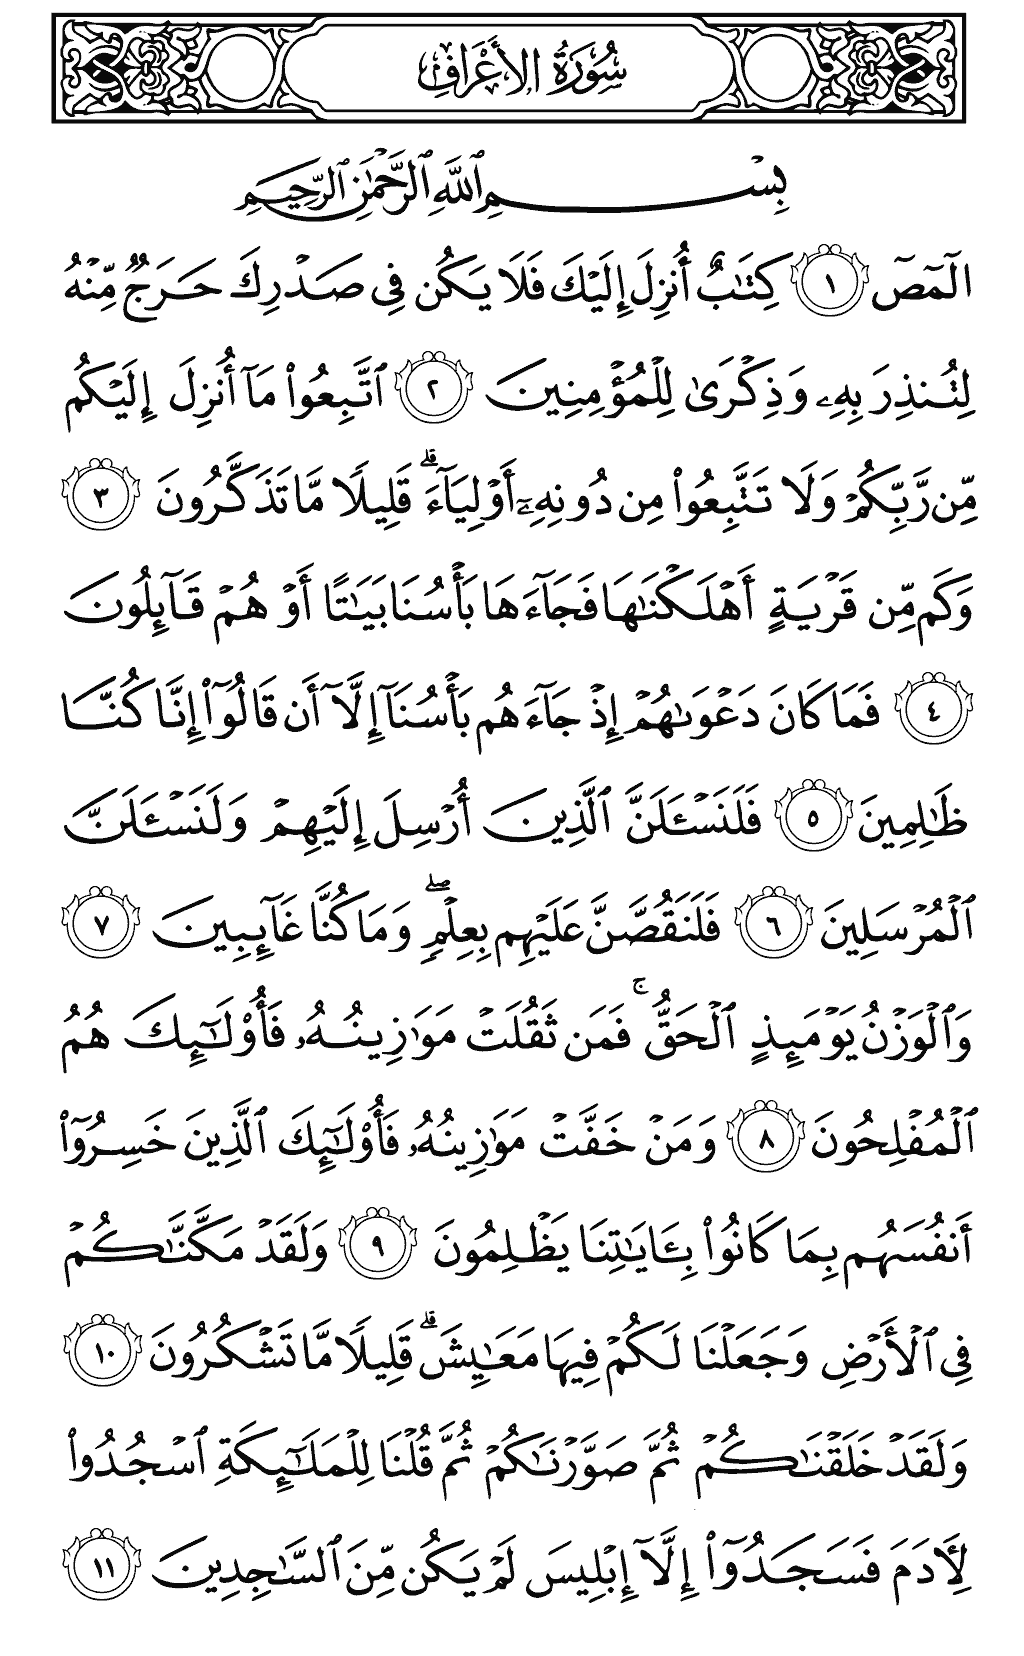 سُورَةُ الأَعْرَافِ
بِسْمِ ٱللَّهِ ٱلرَّحْمَٰنِ ٱلرَّحِيمِ
الٓمٓصٓ ١ كِتَٰبٌ أُنزِلَ إِلَيْكَ فَلَا يَكُن فِى صَدْرِكَ حَرَجٌ مِّنْهُ
لِتُنذِرَ بِهِۦ وَذِكْرَىٰ لِلْمُؤْمِنِينَ ٢ ٱتَّبِعُوا۟ مَآ أُنزِلَ إِلَيْكُم
مِّن رَّبِّكُمْ وَلَا تَتَّبِعُوا۟ مِن دُونِهِۦٓ أَوْلِيَآءَ ۗ قَلِيلًا مَّا تَذَكَّرُونَ ٣
وَكَم مِّن قَرْيَةٍ أَهْلَكْنَٰهَا فَجَآءَهَا بَأْسُنَا بَيَٰتًا أَوْ هُمْ قَآئِلُونَ
٤ فَمَا كَانَ دَعْوَىٰهُمْ إِذْ جَآءَهُم بَأْسُنَآ إِلَّآ أَن قَالُوٓا۟ إِنَّا كُنَّا
ظَٰلِمِينَ ٥ فَلَنَسْـَٔلَنَّ ٱلَّذِينَ أُرْسِلَ إِلَيْهِمْ وَلَنَسْـَٔلَنَّ
ٱلْمُرْسَلِينَ ٦ فَلَنَقُصَّنَّ عَلَيْهِم بِعِلْمٍ ۖ وَمَا كُنَّا غَآئِبِينَ ٧
وَٱلْوَزْنُ يَوْمَئِذٍ ٱلْحَقُّ ۚ فَمَن ثَقُلَتْ مَوَٰزِينُهُۥ فَأُو۟لَٰٓئِكَ هُمُ
ٱلْمُفْلِحُونَ ٨ وَمَنْ خَفَّتْ مَوَٰزِينُهُۥ فَأُو۟لَٰٓئِكَ ٱلَّذِينَ خَسِرُوٓا۟
أَنفُسَهُم بِمَا كَانُوا۟ بِـَٔايَٰتِنَا يَظْلِمُونَ ٩ وَلَقَدْ مَكَّنَّٰكُمْ
فِى ٱلْأَرْضِ وَجَعَلْنَا لَكُمْ فِيهَا مَعَٰيِشَ ۗ قَلِيلًا مَّا تَشْكُرُونَ ١٠
وَلَقَدْ خَلَقْنَٰكُمْ ثُمَّ صَوَّرْنَٰكُمْ ثُمَّ قُلْنَا لِلْمَلَٰٓئِكَةِ ٱسْجُدُوا۟
لِـَٔادَمَ فَسَجَدُوٓا۟ إِلَّآ إِبْلِيسَ لَمْ يَكُن مِّنَ ٱلسَّٰجِدِينَ ١١